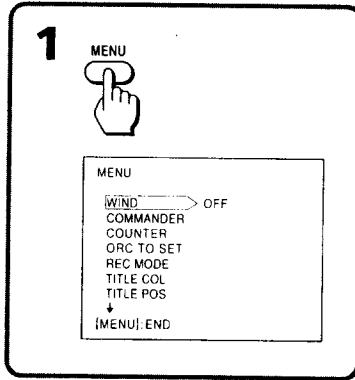 1
MENU
MENU
WIND OFF
COMMANDER
COUNTER
ORC TO SET
REC MODE
TITLE COL
TITLE POS
↓
[MENU]:END